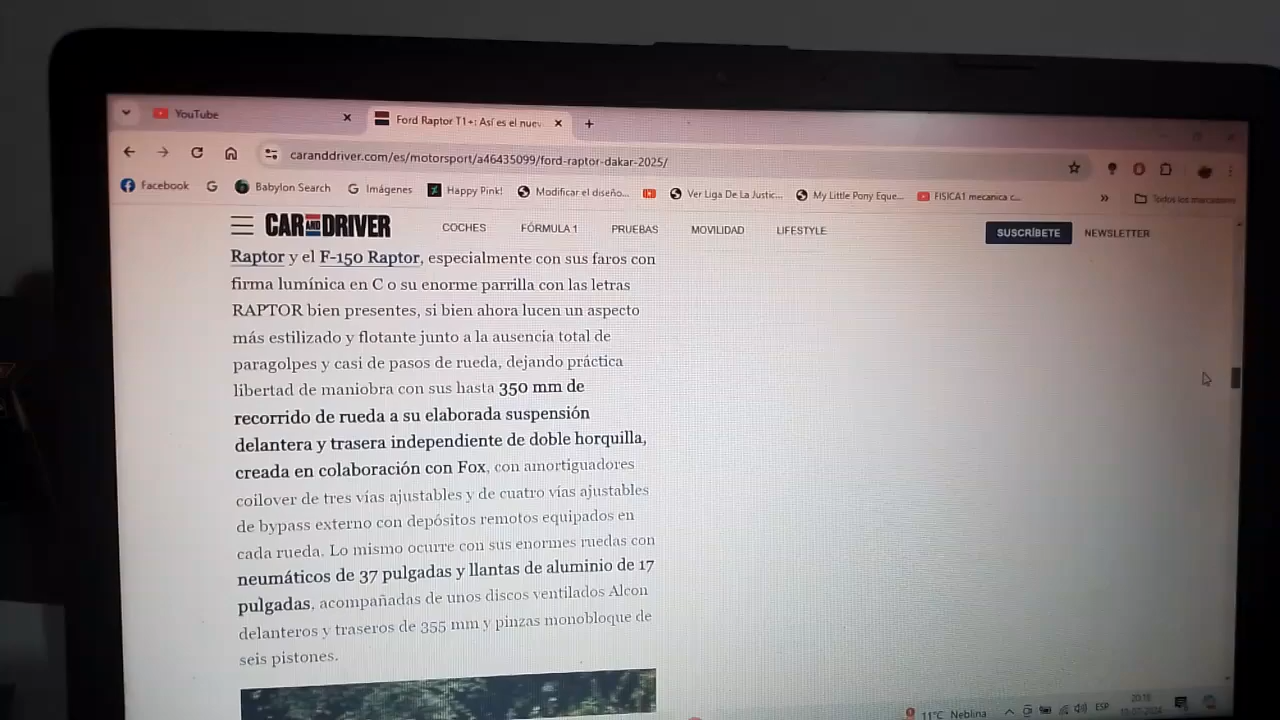 YouTube
Ford Raptor T1+: Así es el nuev
caranddriver.com/es/motorsport/a46435099/ford-raptor-dakar-2025/
Facebook
Babylon Search
Imágenes
Happy Pink!
Modificar el diseño...
Ver Liga De La Justic...
My Little Pony Eque...
FISICA1 mecanica c...
Todos los marcadores
CAR AND DRIVER
COCHES FÓRMULA 1 PRUEBAS MOVILIDAD LIFESTYLE SUSCRÍBETE NEWSLETTER
Raptor y el F-150 Raptor, especialmente con sus faros con
firma lumínica en C o su enorme parrilla con las letras
RAPTOR bien presentes, si bien ahora lucen un aspecto
más estilizado y flotante junto a la ausencia total de
paragolpes y casi de pasos de rueda, dejando práctica
libertad de maniobra con sus hasta 350 mm de
recorrido de rueda a su elaborada suspensión
delantera y trasera independiente de doble horquilla,
creada en colaboración con Fox, con amortiguadores
coilover de tres vías ajustables y de cuatro vías ajustables
de bypass externo con depósitos remotos equipados en
cada rueda. Lo mismo ocurre con sus enormes ruedas con
neumáticos de 37 pulgadas y llantas de aluminio de 17
pulgadas, acompañadas de unos discos ventilados Alcon
delanteros y traseros de 355 mm y pinzas monobloque de
seis pistones.
11°C Neblina
ESP